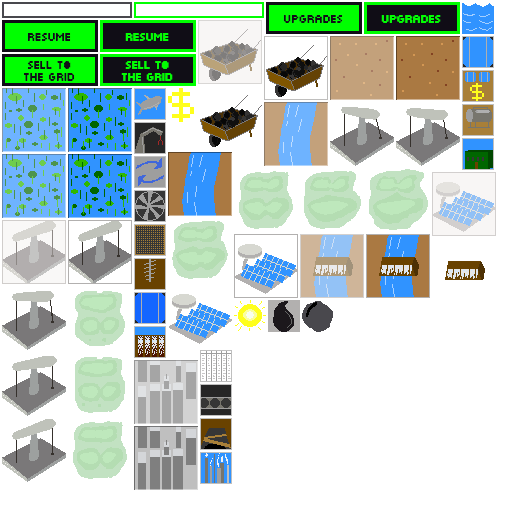 UPGRADES UPGRADES
RESUME RESUME
SELL TO SELL TO
THE GRID THE GRID
$
$